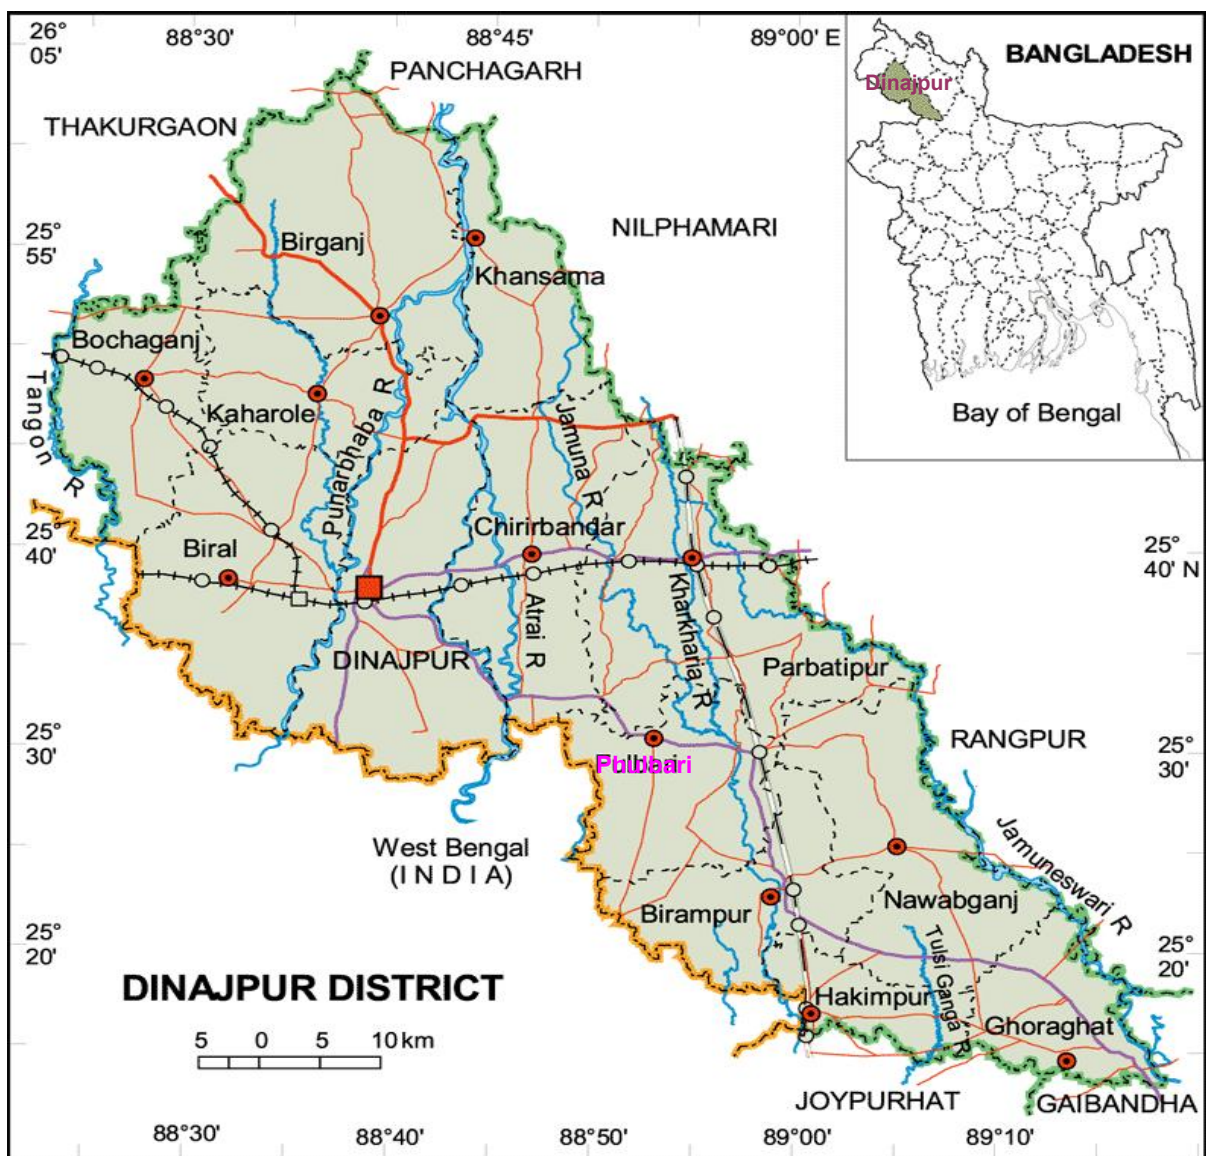 26°
05'
88°30'
88°45'
89°00' E
BANGLADESH
PANCHAGARH
Dinajpur
THAKURGAON
NILPHAMARI
25°
55'
Birganj
Khansama
Bochaganj
Tangon R
Kaharole
Punarbhaba R
Jamuna R
Bay of Bengal
25°
40'
Chirirbandar
Biral
25°
40' N
Atrai R
Kharkharia R
DINAJPUR
Parbatipur
25°
30'
RANGPUR
25°
30'
West Bengal
(INDIA)
Jamuneswari R
Nawabganj
Birampur
25°
20'
Tulsi Ganga R
25°
20'
DINAJPUR DISTRICT
Hakimpur
Ghoraghat
5 0 5 10 km
JOYPURHAT
GAIBANDHA
88°30'
88°40'
88°50'
89°00'
89°10'